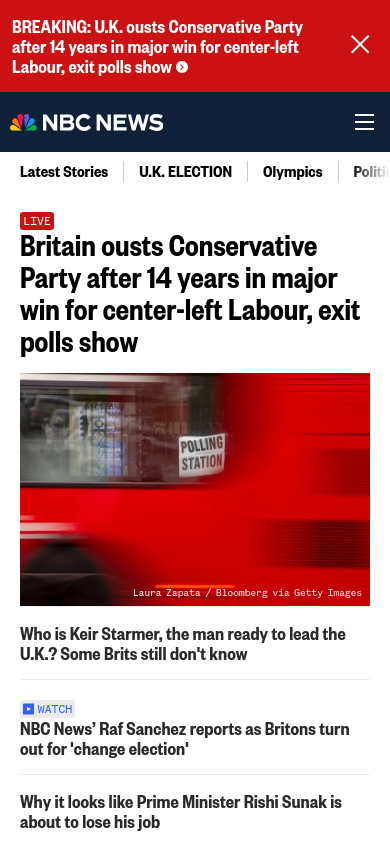 BREAKING: U.K. ousts Conservative Party
after 14 years in major win for center-left
Labour, exit polls show
NBC NEWS
Latest Stories
U.K. ELECTION
Olympics
Politi
LIVE
Britain ousts Conservative
Party after 14 years in major
win for center-left Labour, exit
polls show
POLLING
STATION
Laura Zapata / Bloomberg via Getty Images
Who is Keir Starmer, the man ready to lead the
U.K.? Some Brits still don't know
WATCH
NBC News’ Raf Sanchez reports as Britons turn
out for 'change election'
Why it looks like Prime Minister Rishi Sunak is
about to lose his job